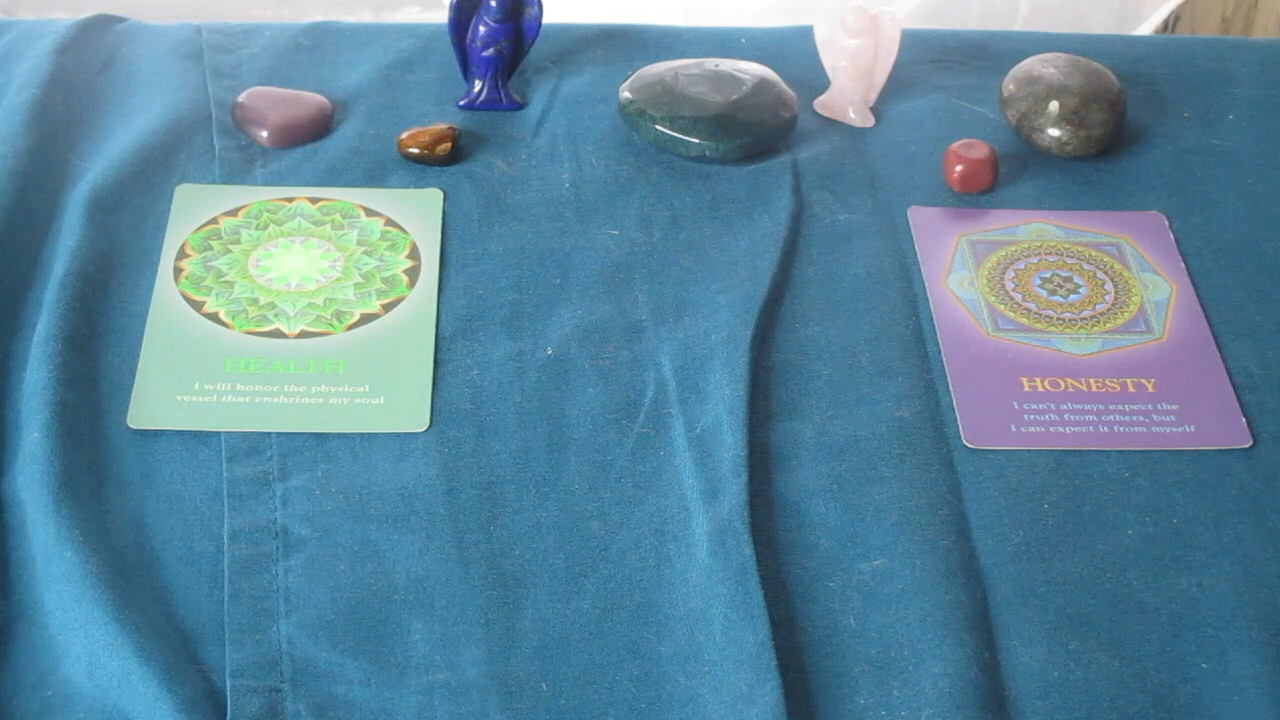 HEALTH
I will honor the physical
vessel that enshrines my soul
HONESTY
I can't always expect the
truth from others, but
I can expect it from myself